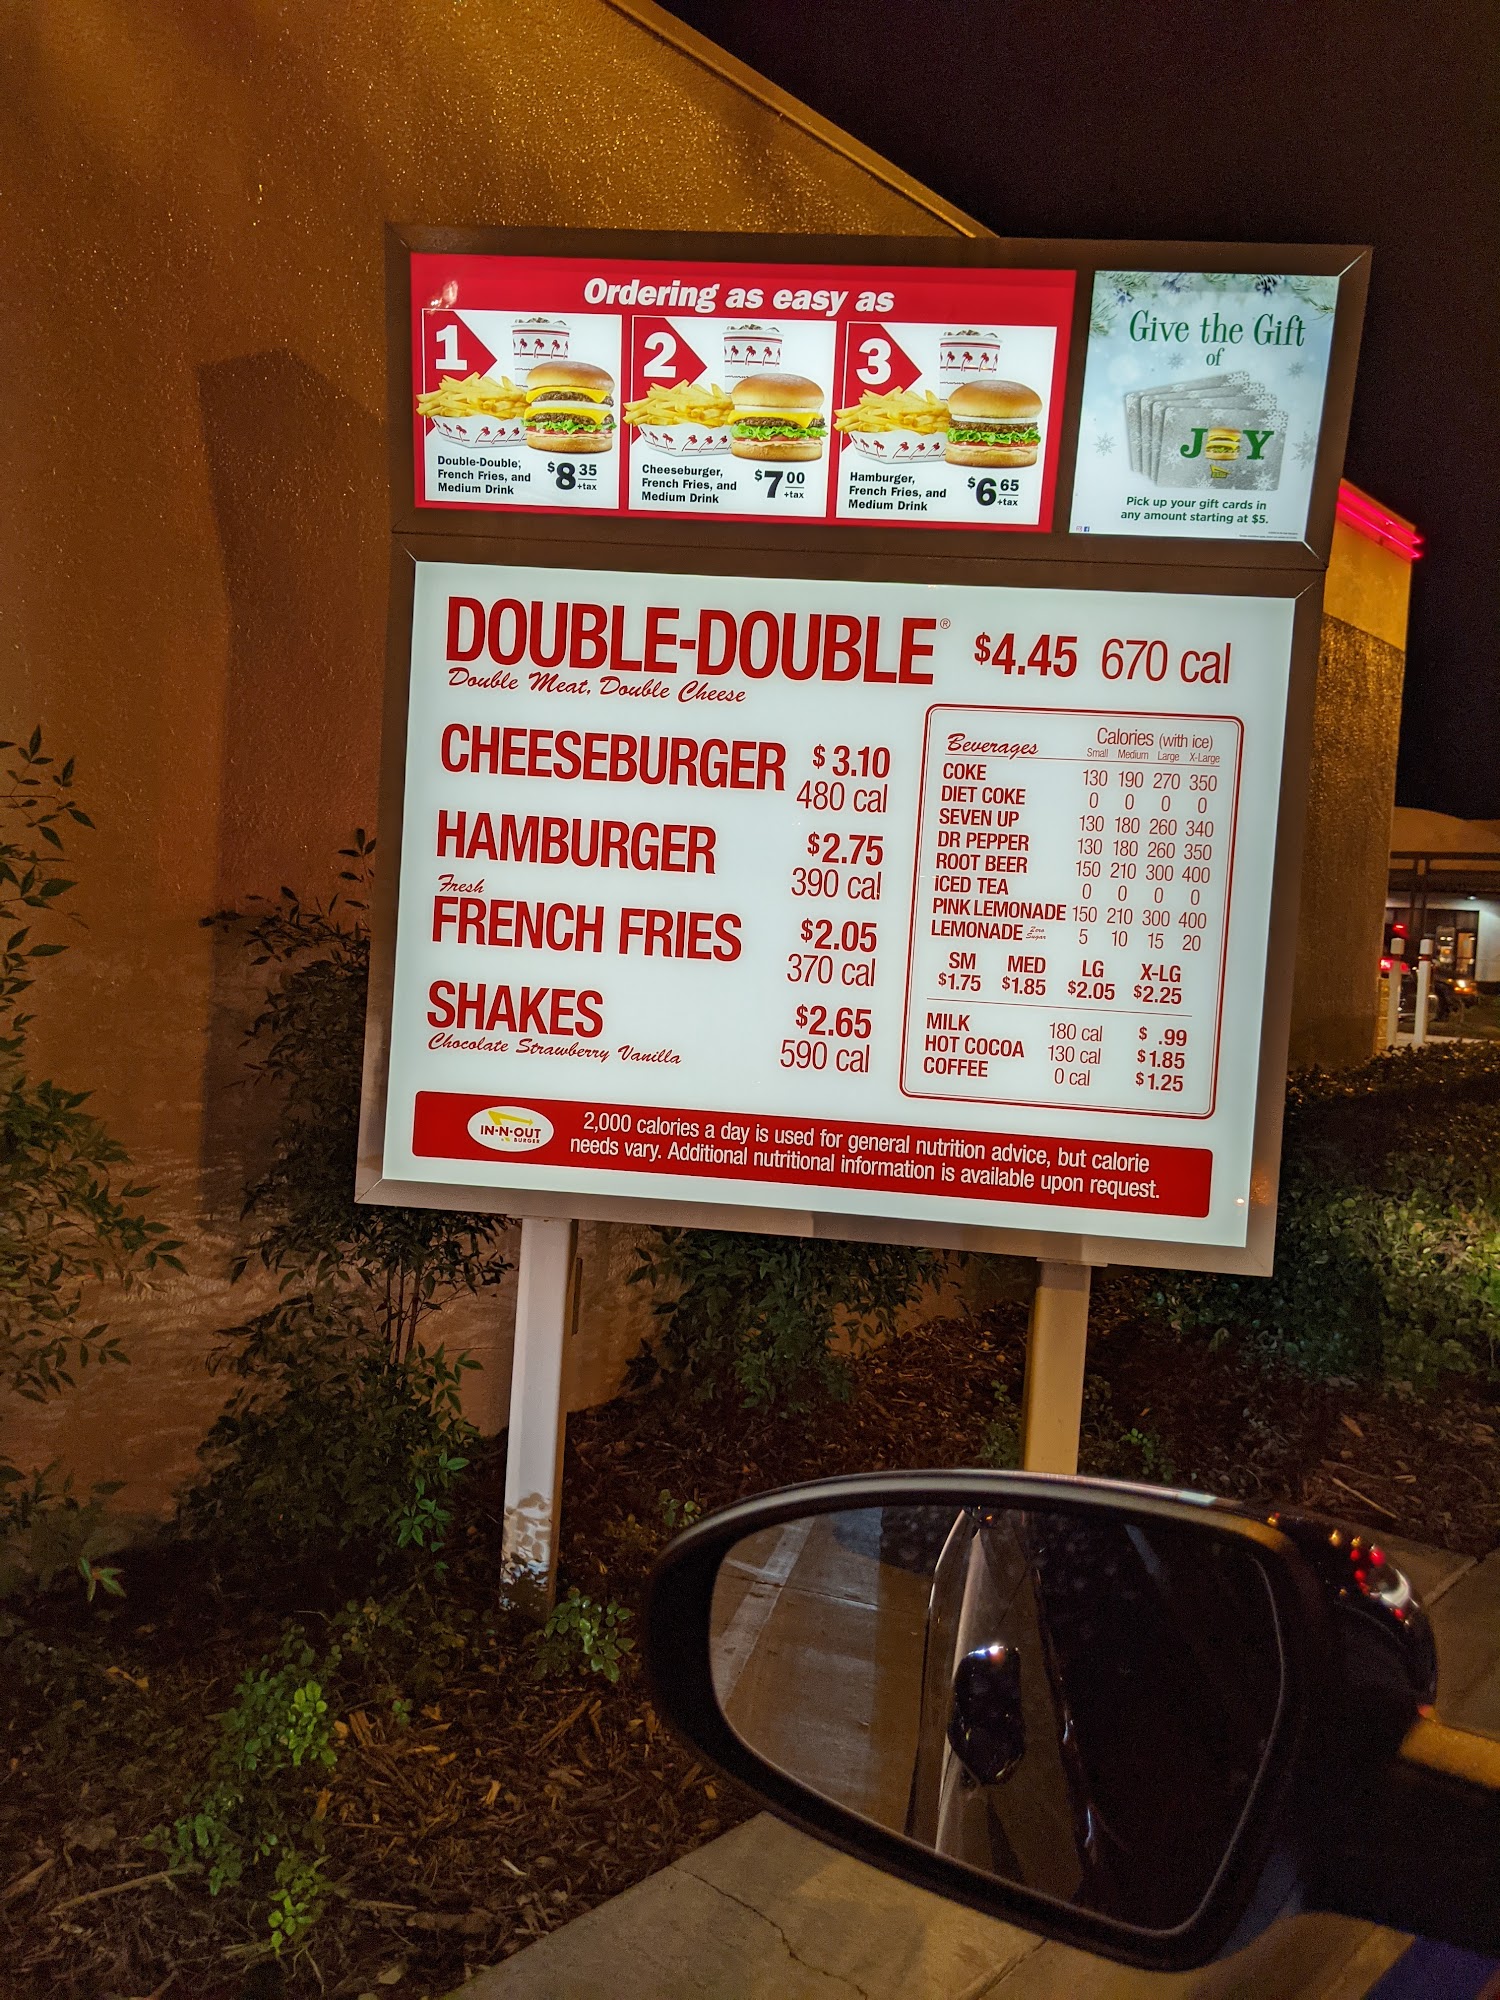 Ordering as easy as
1
Double-Double,
French Fries, and
Medium Drink
$8 35
+tax
2
Cheeseburger,
French Fries, and
Medium Drink
$7 00
+tax
3
Hamburger,
French Fries, and
Medium Drink
$6 65
+tax
Give the Gift
of
JOY
Pick up your gift cards in
any amount starting at $5.
DOUBLE-DOUBLE® $4.45 670 cal
Double Meat, Double Cheese
CHEESEBURGER $3.10
480 cal
HAMBURGER $2.75
390 cal
Fresh
FRENCH FRIES $2.05
370 cal
SHAKES $2.65
Chocolate Strawberry Vanilla 590 cal
Beverages Calories (with ice)
Small Medium Large X-Large
COKE 130 190 270 350
DIET COKE 0 0 0 0
SEVEN UP 130 180 260 340
DR PEPPER 130 180 260 350
ROOT BEER 150 210 300 400
ICED TEA 0 0 0 0
PINK LEMONADE 150 210 300 400
LEMONADE Zero Sugar 5 10 15 20
SM MED LG X-LG
$1.75 $1.85 $2.05 $2.25
MILK 180 cal $ .99
HOT COCOA 130 cal $1.85
COFFEE 0 cal $1.25
IN-N-OUT
BURGER
2,000 calories a day is used for general nutrition advice, but calorie
needs vary. Additional nutritional information is available upon request.